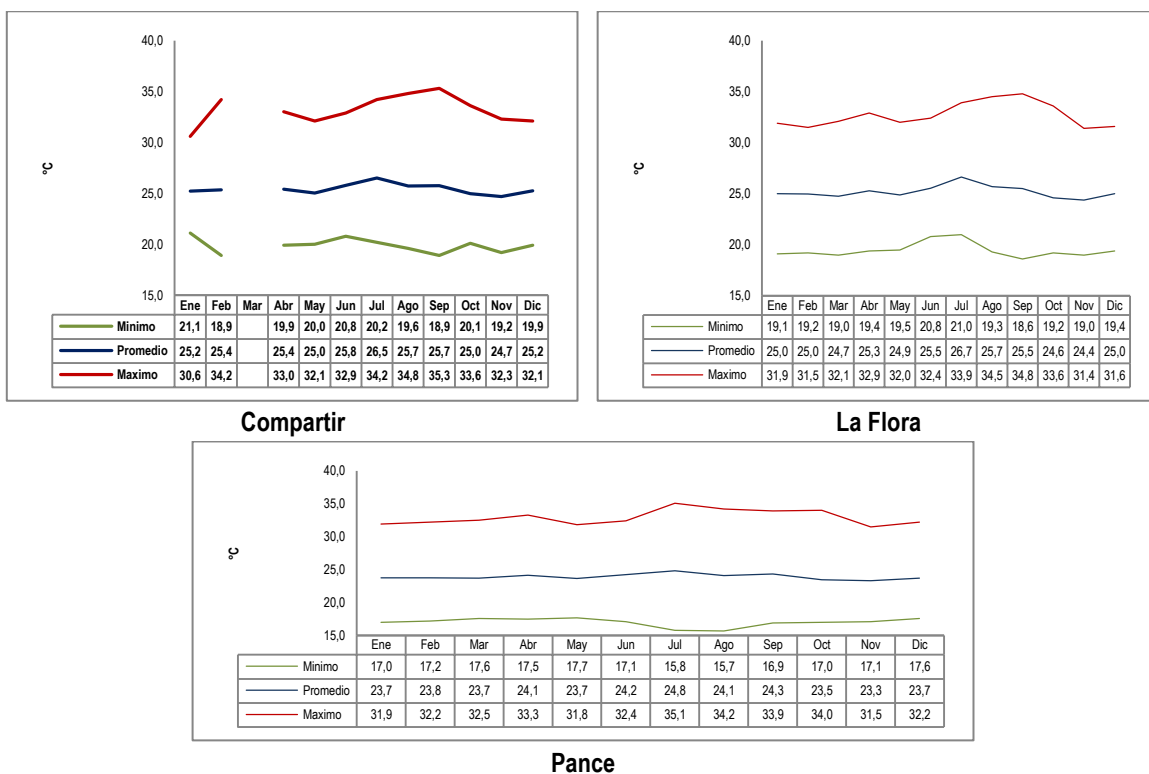 40,0
35,0
30,0
°C
25,0
20,0
15,0
Ene Feb Mar Abr May Jun Jul Ago Sep Oct Nov Dic
Minimo 21,1 18,9 19,9 20,0 20,8 20,2 19,6 18,9 20,1 19,2 19,9
Promedio 25,2 25,4 25,4 25,0 25,8 26,5 25,7 25,7 25,0 24,7 25,2
Maximo 30,6 34,2 33,0 32,1 32,9 34,2 34,8 35,3 33,6 32,3 32,1
Compartir
40,0
35,0
30,0
°C
25,0
20,0
15,0
Ene Feb Mar Abr May Jun Jul Ago Sep Oct Nov Dic
Minimo 19,1 19,2 19,0 19,4 19,5 20,8 21,0 19,3 18,6 19,2 19,0 19,4
Promedio 25,0 25,0 24,7 25,3 24,9 25,5 26,7 25,7 25,5 24,6 24,4 25,0
Maximo 31,9 31,5 32,1 32,9 32,0 32,4 33,9 34,5 34,8 33,6 31,4 31,6
La Flora
40,0
35,0
30,0
°C
25,0
20,0
15,0
Ene Feb Mar Abr May Jun Jul Ago Sep Oct Nov Dic
Minimo 17,0 17,2 17,6 17,5 17,7 17,1 15,8 15,7 16,9 17,0 17,1 17,6
Promedio 23,7 23,8 23,7 24,1 23,7 24,2 24,8 24,1 24,3 23,5 23,3 23,7
Maximo 31,9 32,2 32,5 33,3 31,8 32,4 35,1 34,2 33,9 34,0 31,5 32,2
Pance